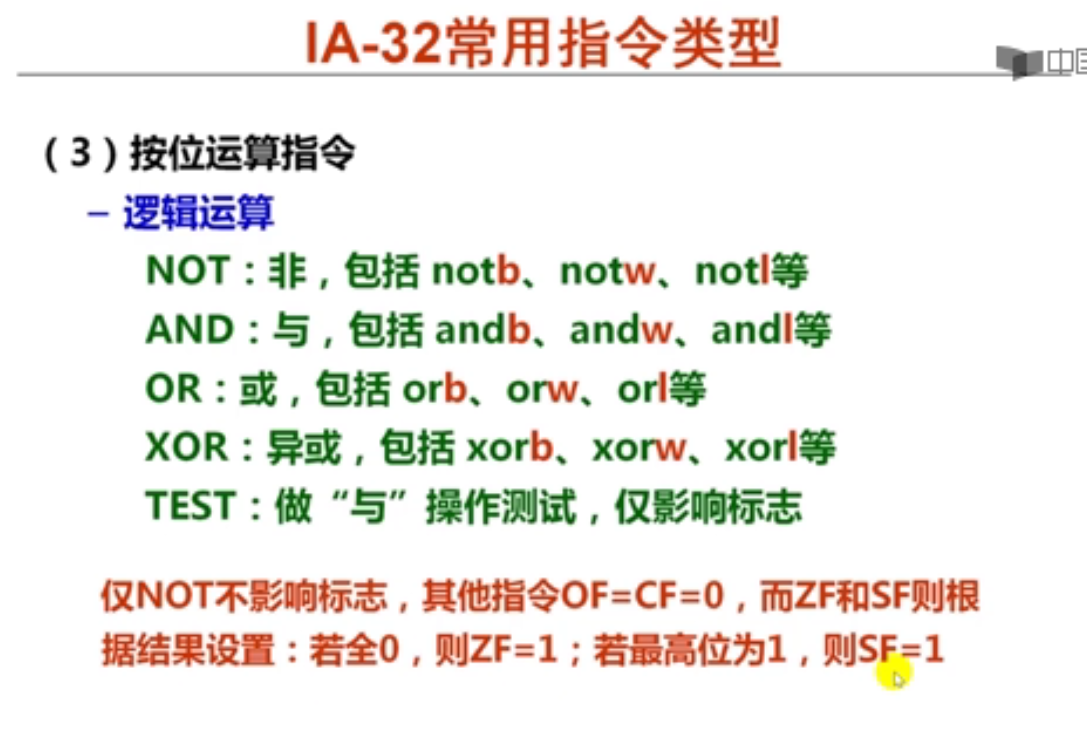 IA-32常用指令类型
中国
（3）按位运算指令
– 逻辑运算
NOT：非，包括 notb、notw、notl等
AND：与，包括 andb、andw、andl等
OR：或，包括 orb、orw、orl等
XOR：异或，包括 xorb、xorw、xorl等
TEST：做“与”操作测试，仅影响标志
仅NOT不影响标志，其他指令OF=CF=0，而ZF和SF则根
据结果设置：若全0，则ZF=1；若最高位为1，则SF=1